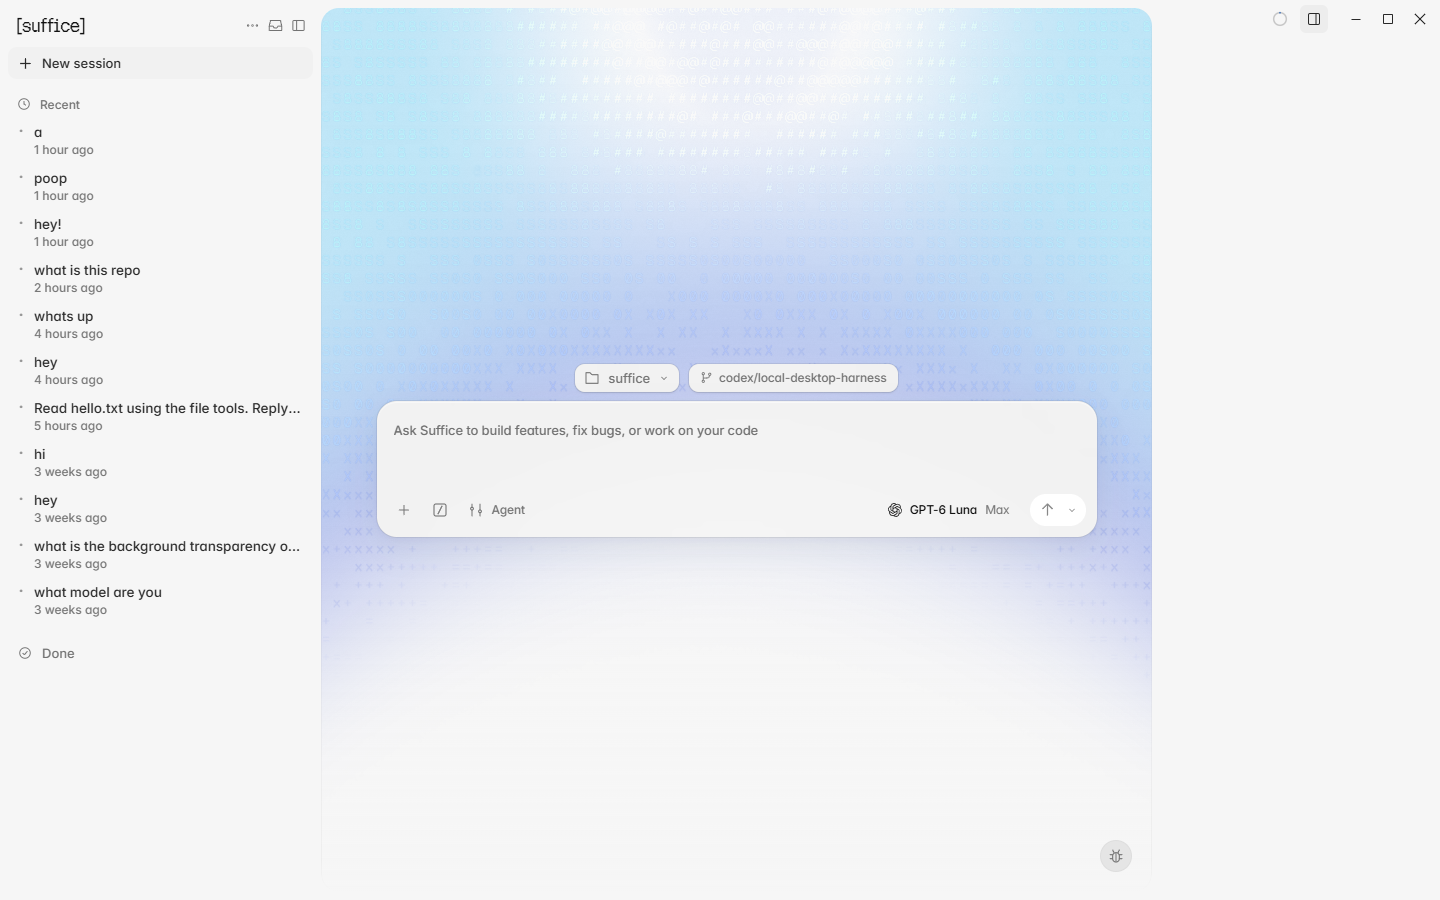 [suffice]
New session
Recent
a
1 hour ago
poop
1 hour ago
hey!
1 hour ago
what is this repo
2 hours ago
whats up
4 hours ago
hey
4 hours ago
Read hello.txt using the file tools. Reply...
5 hours ago
hi
3 weeks ago
hey
3 weeks ago
what is the background transparency o...
3 weeks ago
what model are you
3 weeks ago
Done
suffice
codex/local-desktop-harness
Ask Suffice to build features, fix bugs, or work on your code
Agent
GPT-6 Luna Max